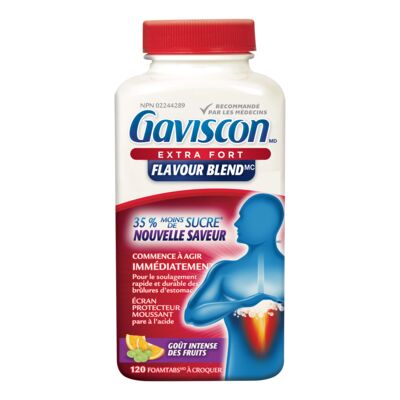 NPN 02244289
RECOMMANDÉ
PAR LES MÉDECINS
Gaviscon MD
EXTRA FORT
FLAVOUR BLEND MC
35 % MOINS DE SUCRE
NOUVELLE SAVEUR
COMMENCE À AGIR
IMMÉDIATEMEN
Pour le soulagement
rapide et durable des
brûlures d'estomac
ÉCRAN
PROTECTEUR
MOUSSANT
pare à l'acide
GOÛT INTENSE
DES FRUITS
120 FOAMTABS MD À CROQUER